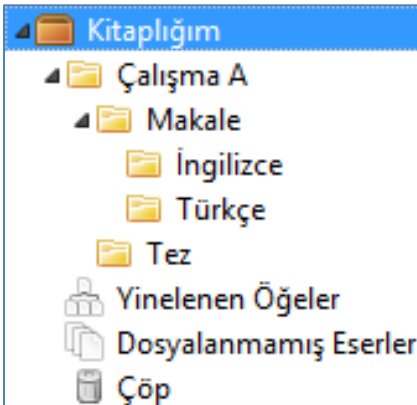 Kitaplığım
Çalışma A
Makale
İngilizce
Türkçe
Tez
Yinelenen Öğeler
Dosyalanmamış Eserler
Çöp